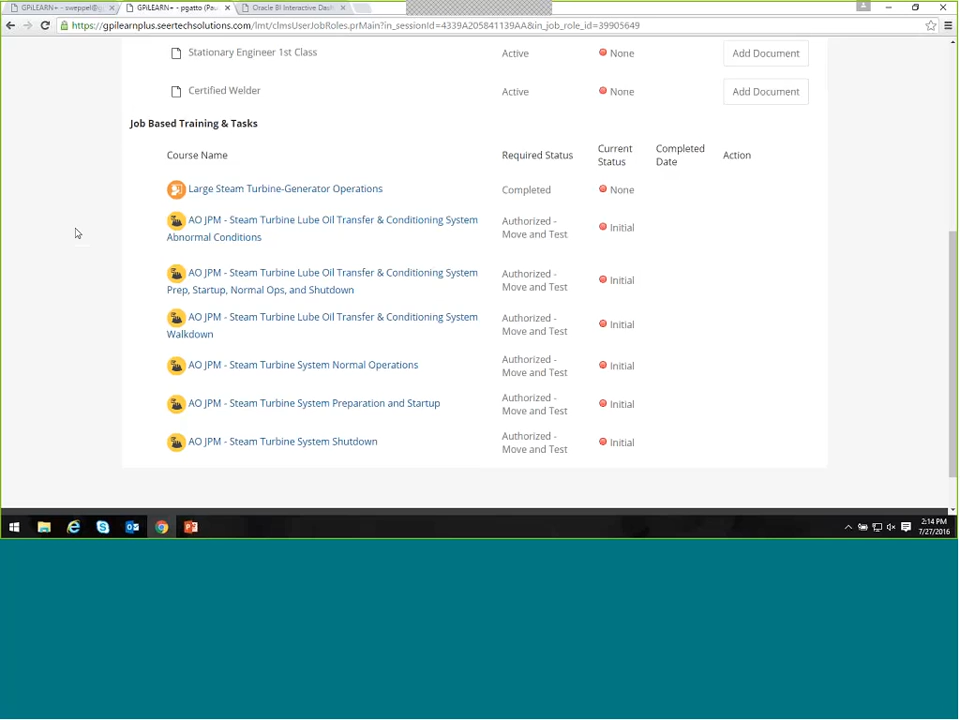 GPiLEARN+ - sweppel@g
GPiLEARN+ - pgatto (Pau
Oracle BI Interactive Dash
https://gpilearnplus.seertechsolutions.com/lmt/clmsUserJobRoles.prMain?in_sessionId=4339A205841139AA&in_job_role_id=39905649
Stationary Engineer 1st Class Active None Add Document
Certified Welder Active None Add Document
Job Based Training & Tasks
Course Name Required Status Current Status Completed Date Action
Large Steam Turbine-Generator Operations Completed None
AO JPM - Steam Turbine Lube Oil Transfer & Conditioning System
Abnormal Conditions
Authorized -
Move and Test
Initial
AO JPM - Steam Turbine Lube Oil Transfer & Conditioning System
Prep, Startup, Normal Ops, and Shutdown
Authorized -
Move and Test
Initial
AO JPM - Steam Turbine Lube Oil Transfer & Conditioning System
Walkdown
Authorized -
Move and Test
Initial
AO JPM - Steam Turbine System Normal Operations
Authorized -
Move and Test
Initial
AO JPM - Steam Turbine System Preparation and Startup
Authorized -
Move and Test
Initial
AO JPM - Steam Turbine System Shutdown
Authorized -
Move and Test
Initial
2:14 PM
7/27/2016